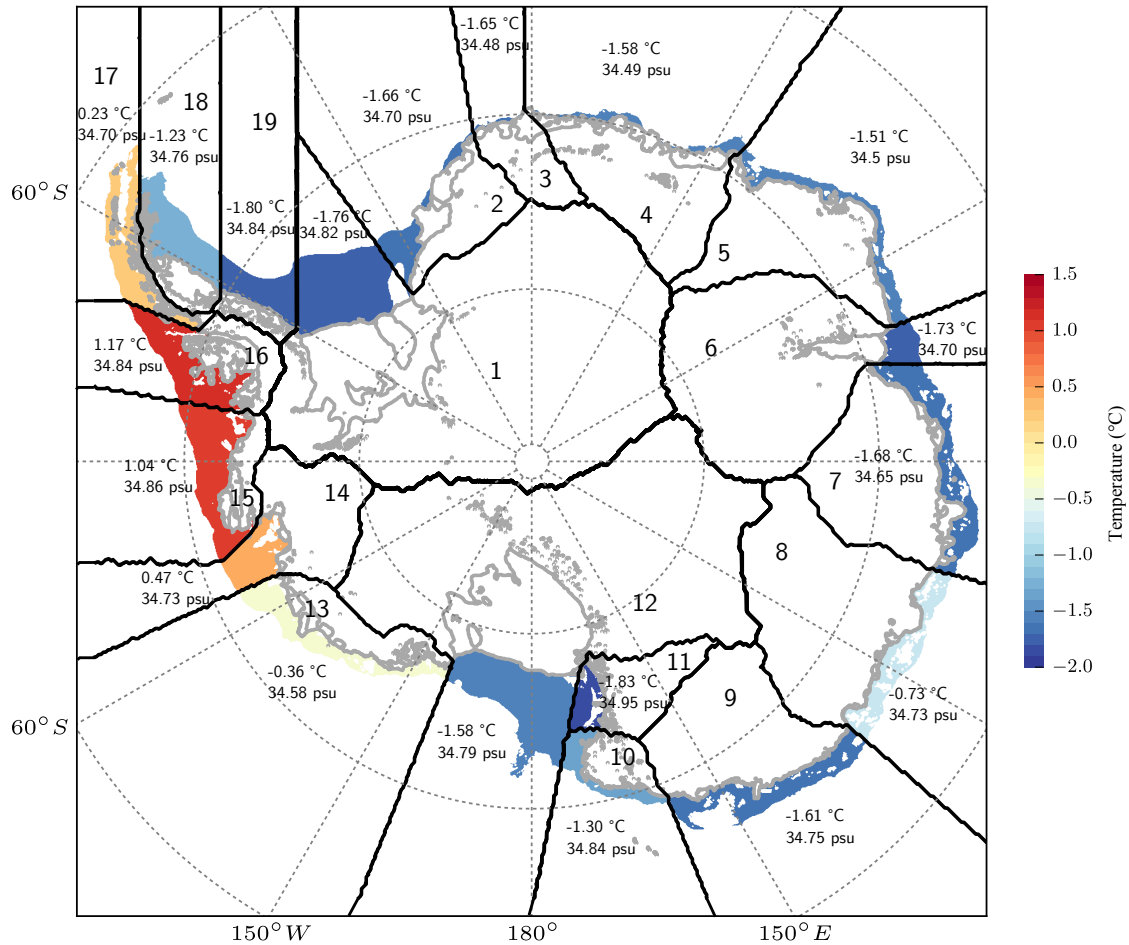 -1.65 °C
34.48 psu
-1.58 °C
34.49 psu
17
18
19
-1.66 °C
34.70 psu
0.23 °C
34.70 psu
-1.23 °C
34.76 psu
-1.51 °C
34.5 psu
60° S
-1.80 °C
34.84 psu
-1.76 °C
34.82 psu
2
3
4
5
1.17 °C
34.84 psu
16
1
6
-1.73 °C
34.70 psu
1.04 °C
34.86 psu
15
14
7
-1.68 °C
34.65 psu
8
0.47 °C
34.73 psu
13
12
-0.36 °C
34.58 psu
11
-1.83 °C
34.95 psu
9
-0.73 °C
34.73 psu
60° S
-1.58 °C
34.79 psu
10
-1.30 °C
34.84 psu
-1.61 °C
34.75 psu
150° W
180°
150° E
1.5
1.0
0.5
0.0
−0.5
−1.0
−1.5
−2.0
Temperature (°C)